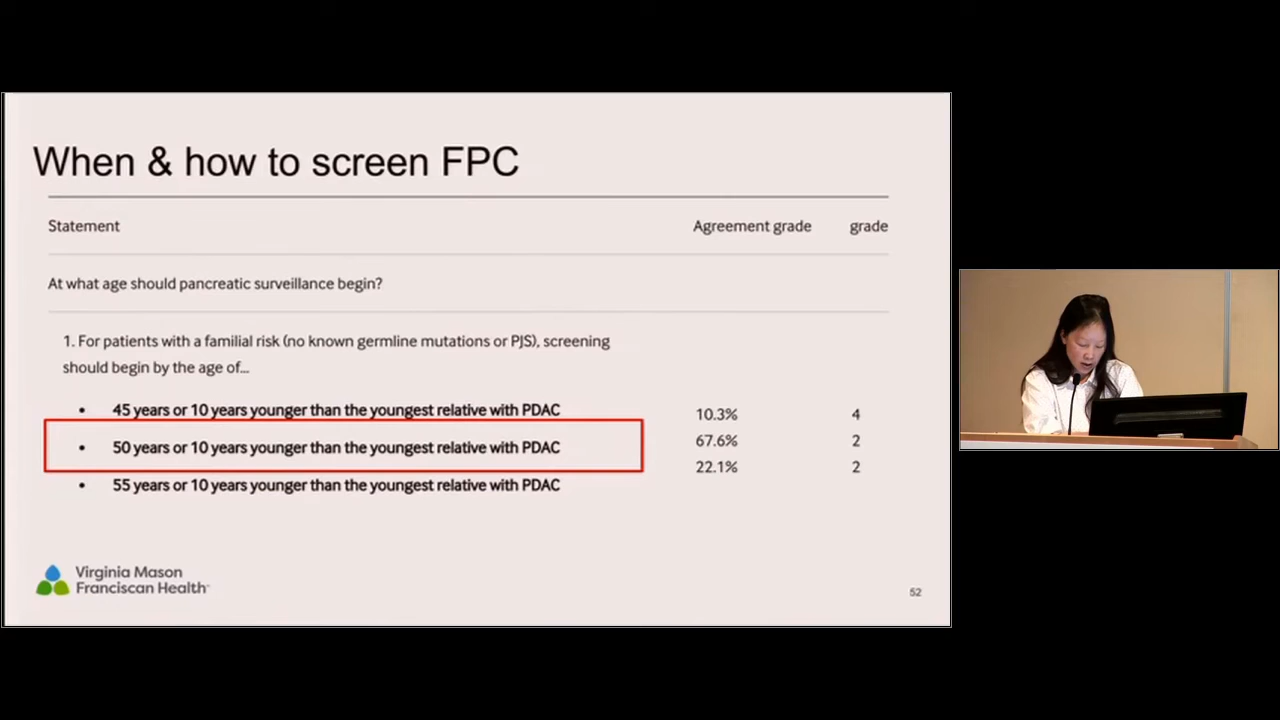 When & how to screen FPC
Statement Agreement grade grade
At what age should pancreatic surveillance begin?
1. For patients with a familial risk (no known germline mutations or PJS), screening
should begin by the age of...
• 45 years or 10 years younger than the youngest relative with PDAC 10.3% 4
• 50 years or 10 years younger than the youngest relative with PDAC 67.6% 2
• 55 years or 10 years younger than the youngest relative with PDAC 22.1% 2
Virginia Mason
Franciscan Health™
52